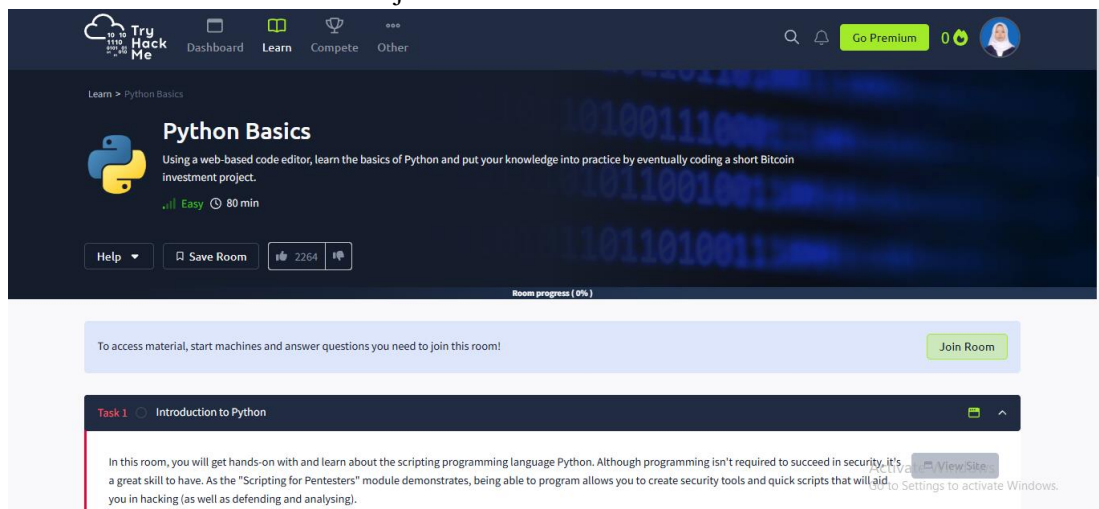 Try Hack Me
Dashboard Learn Compete Other
Go Premium 0
Learn > Python Basics
Python Basics
Using a web-based code editor, learn the basics of Python and put your knowledge into practice by eventually coding a short Bitcoin
investment project.
Easy 80 min
Help Save Room 2264
Room progress ( 0% )
To access material, start machines and answer questions you need to join this room!
Join Room
Task 1 Introduction to Python
In this room, you will get hands-on with and learn about the scripting programming language Python. Although programming isn't required to succeed in security, it's
View Site
a great skill to have. As the "Scripting for Pentesters" module demonstrates, being able to program allows you to create security tools and quick scripts that will aid
you in hacking (as well as defending and analysing).
Activate Windows
Go to Settings to activate Windows.